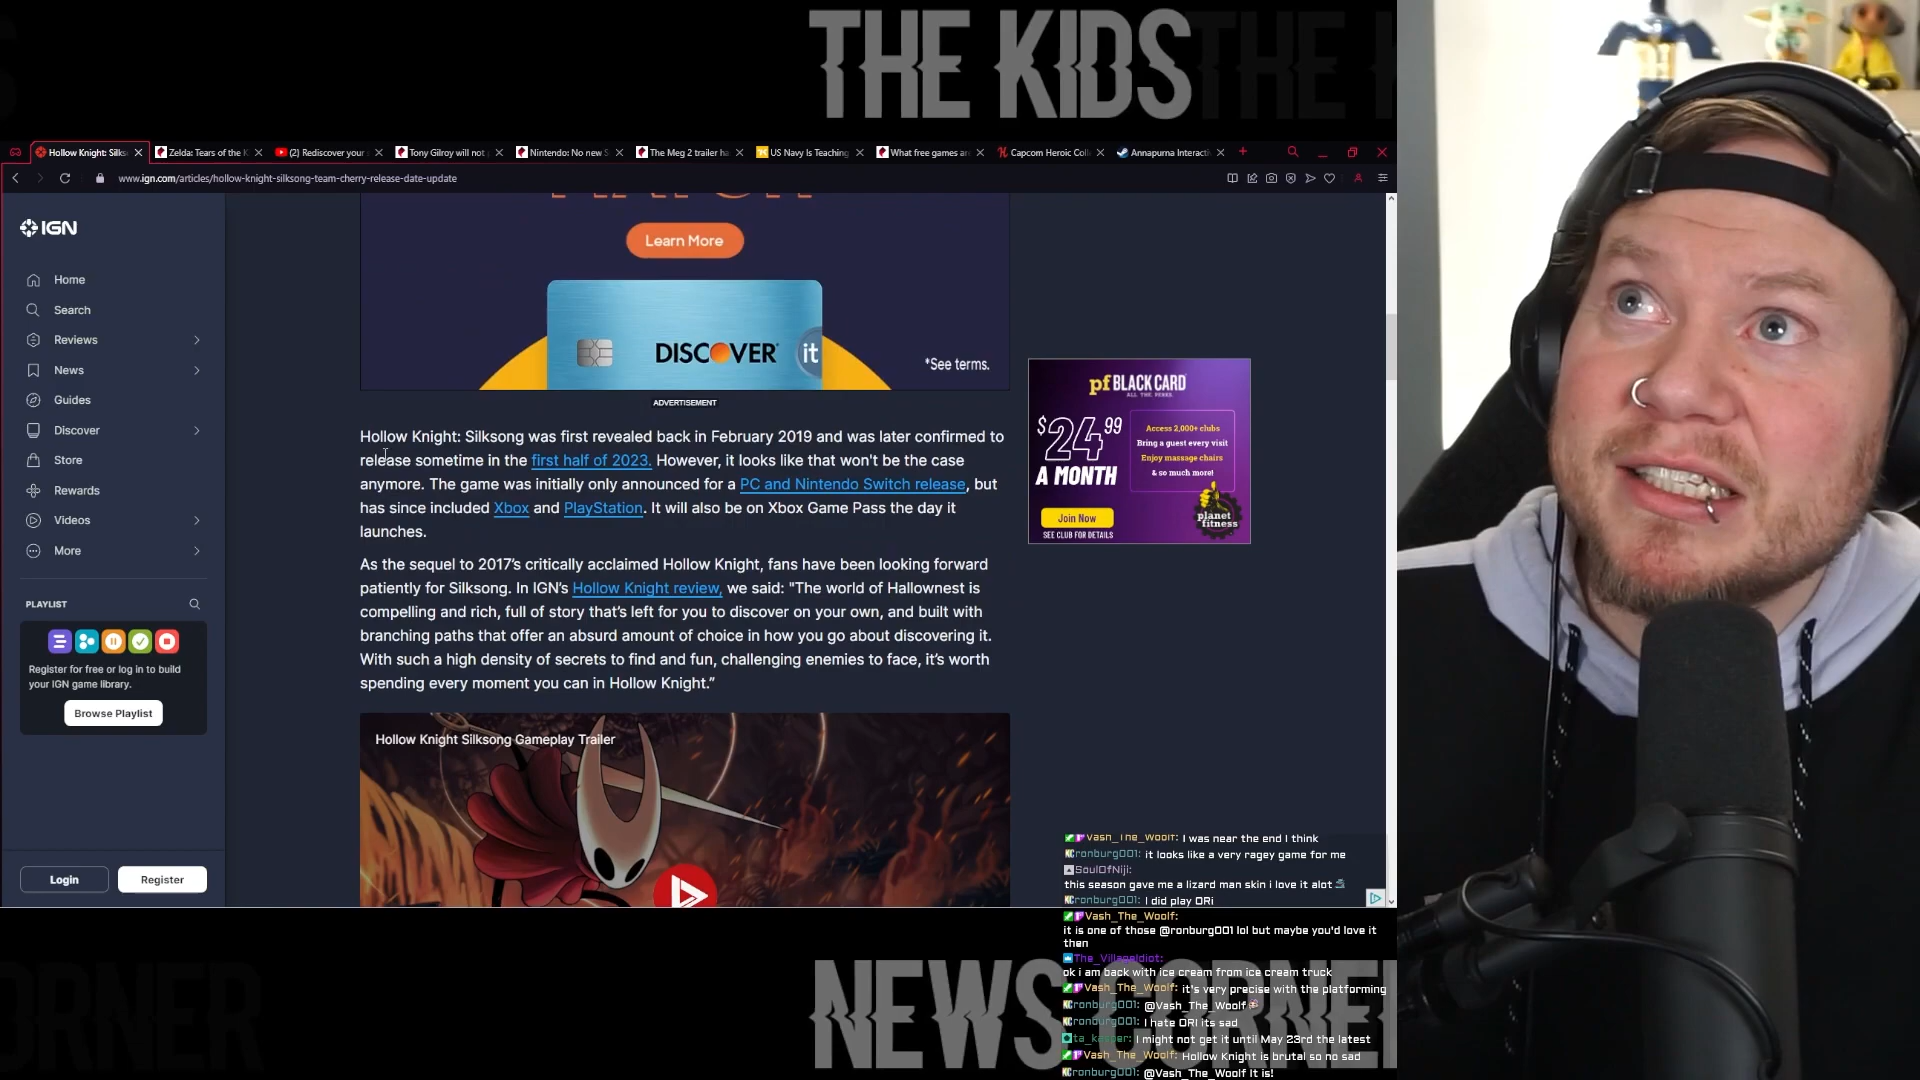 THE KIDS
THE K
Hollow Knight: Silks
Zelda: Tears of the K
(2) Rediscover your
Tony Gilroy will not
Nintendo: No new S
The Meg 2 trailer ha
US Navy Is Teaching
What free games are
Capcom Heroic Coll
Annapurna Interacti
www.ign.com/articles/hollow-knight-silksong-team-cherry-release-date-update
IGN
Home
Search
Reviews
News
Guides
Discover
Store
Rewards
Videos
More
PLAYLIST
Register for free or log in to build
your IGN game library.
Browse Playlist
Login
Register
Learn More
DISCOVER it
*See terms.
ADVERTISEMENT
Hollow Knight: Silksong was first revealed back in February 2019 and was later confirmed to
release sometime in the first half of 2023. However, it looks like that won't be the case
anymore. The game was initially only announced for a PC and Nintendo Switch release, but
has since included Xbox and PlayStation. It will also be on Xbox Game Pass the day it
launches.
As the sequel to 2017’s critically acclaimed Hollow Knight, fans have been looking forward
patiently for Silksong. In IGN’s Hollow Knight review, we said: "The world of Hallownest is
compelling and rich, full of story that’s left for you to discover on your own, and built with
branching paths that offer an absurd amount of choice in how you go about discovering it.
With such a high density of secrets to find and fun, challenging enemies to face, it’s worth
spending every moment you can in Hollow Knight.”
Hollow Knight Silksong Gameplay Trailer
pf BLACK CARD
ALL THE PERKS.
$24.99
A MONTH
Access 2,000+ clubs
Bring a guest every visit
Enjoy massage chairs
& so much more!
Join Now
SEE CLUB FOR DETAILS
planet
fitness
Vash_The_Woolf: I was near the end I think
ronburg001: it looks like a very ragey game for me
SoulOfNiji:
this season gave me a lizard man skin i love it alot
ronburg001: I did play ORi
Vash_The_Woolf:
it is one of those @ronburg001 lol but maybe you'd love it
then
The_VillageIdiot:
ok i am back with ice cream from ice cream truck
Vash_The_Woolf: it's very precise with the platforming
ronburg001: @Vash_The_Woolf
ronburg001: I hate ORI its sad
ta_kasper: I might not get it until May 23rd the latest
Vash_The_Woolf: Hollow Knight is brutal so no sad
ronburg001: @Vash_The_Woolf It is!
NEWS CORNER
CORNER